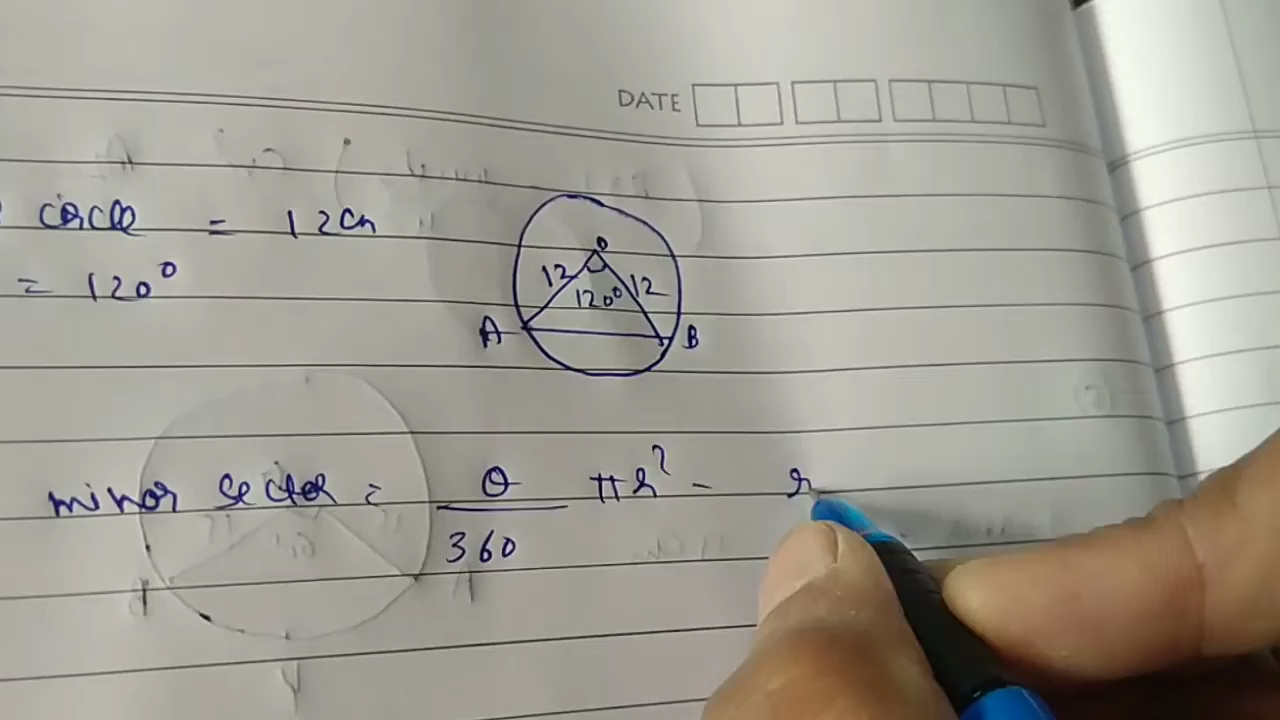 DATE
circle = 12cm
= 120°
O
12 12
120°
A B
minor sector = θ/360 πr² - r